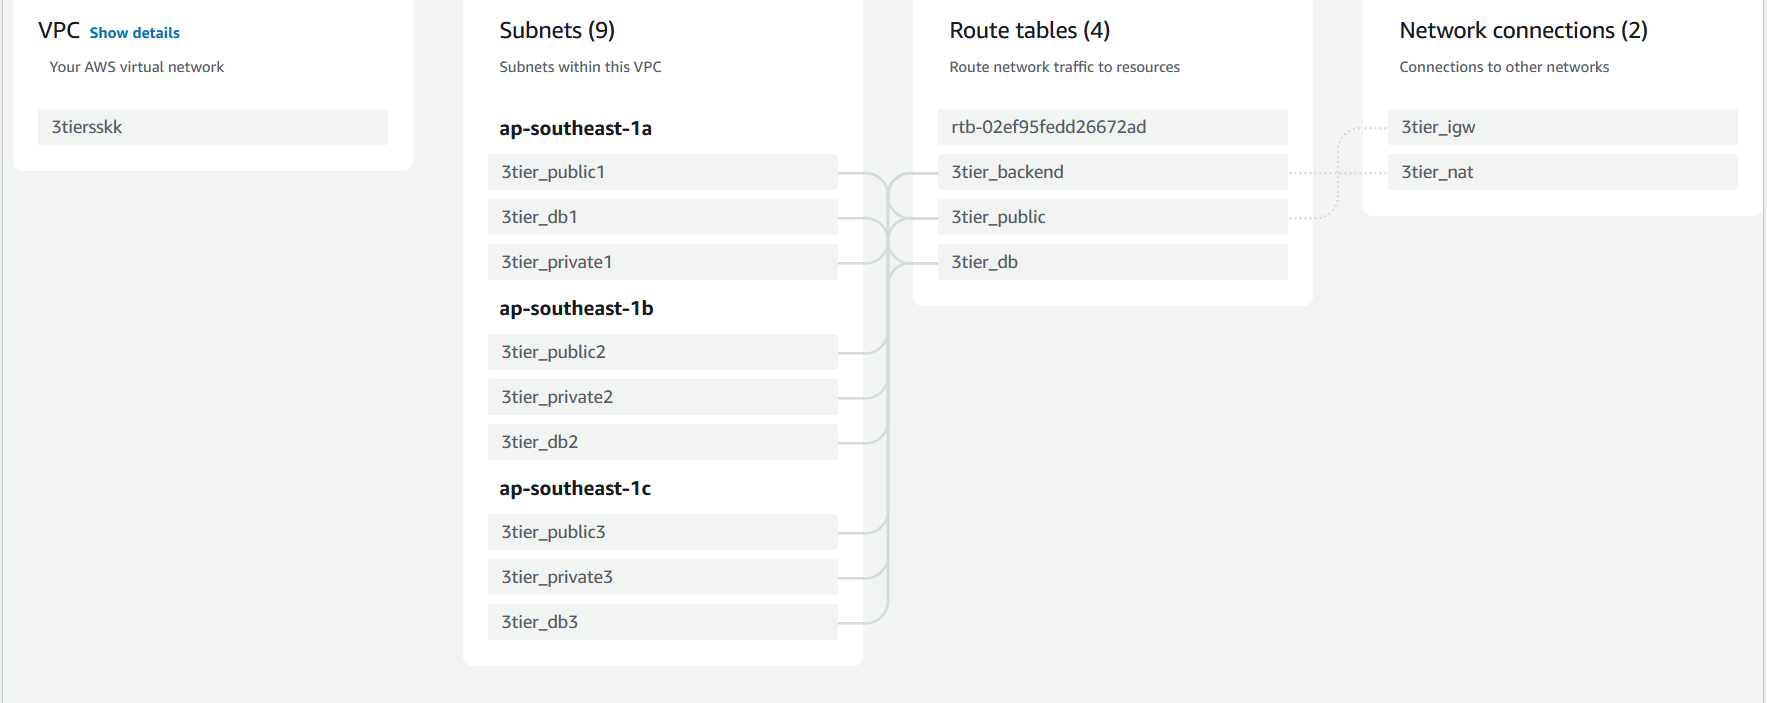 VPC Show details
Your AWS virtual network
3tiersskk
Subnets (9)
Subnets within this VPC
ap-southeast-1a
3tier_public1
3tier_db1
3tier_private1
ap-southeast-1b
3tier_public2
3tier_private2
3tier_db2
ap-southeast-1c
3tier_public3
3tier_private3
3tier_db3
Route tables (4)
Route network traffic to resources
rtb-02ef95fedd26672ad
3tier_backend
3tier_public
3tier_db
Network connections (2)
Connections to other networks
3tier_igw
3tier_nat